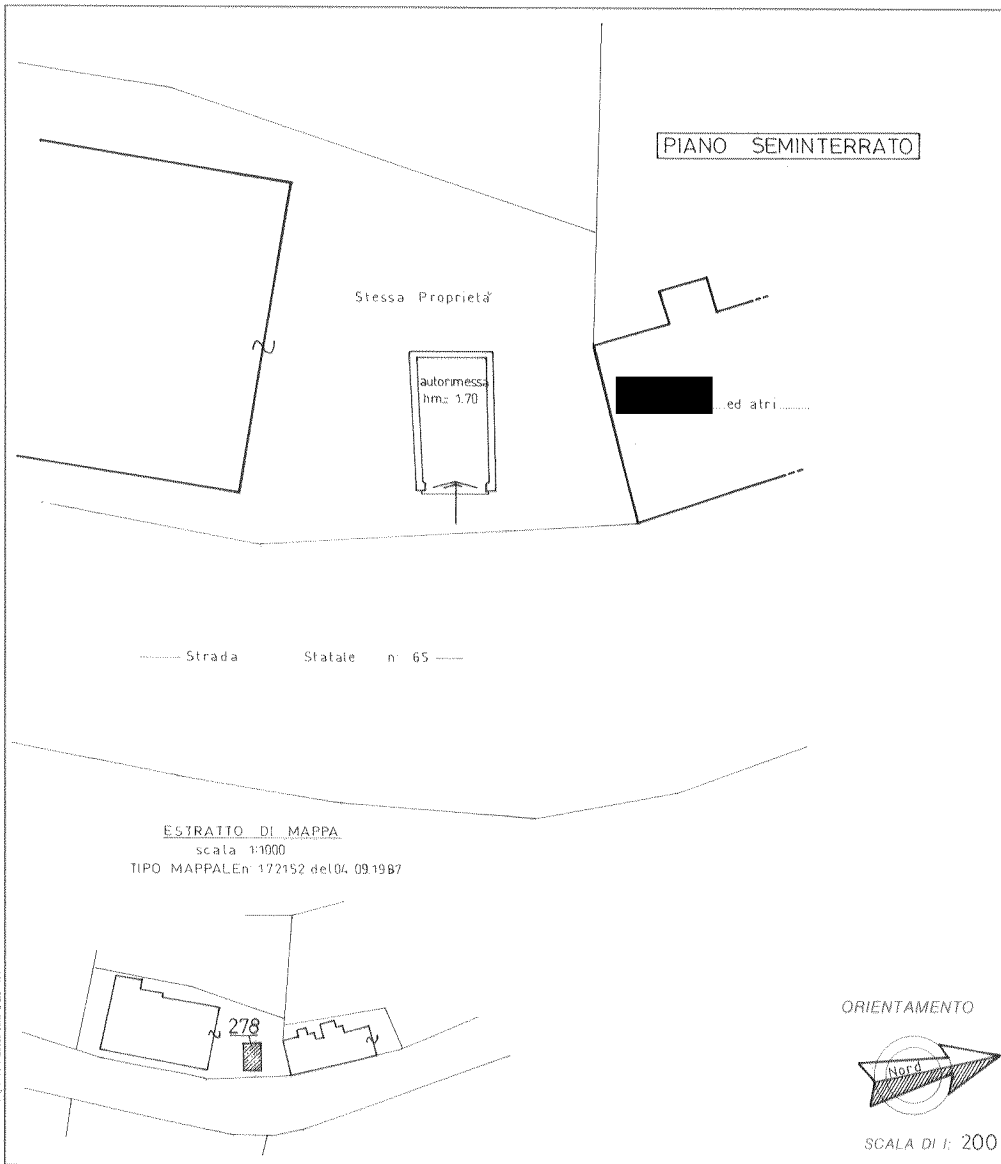 PIANO SEMINTERRATO
Stessa Proprietà
autorimessa
hm.= 1.70
ed atri
Strada Statale n° 65
ESTRATTO DI MAPPA
scala 1:1000
TIPO MAPPALE n° 172152 del 04.09.1987
278
ORIENTAMENTO
Nord
SCALA DI 1: 200